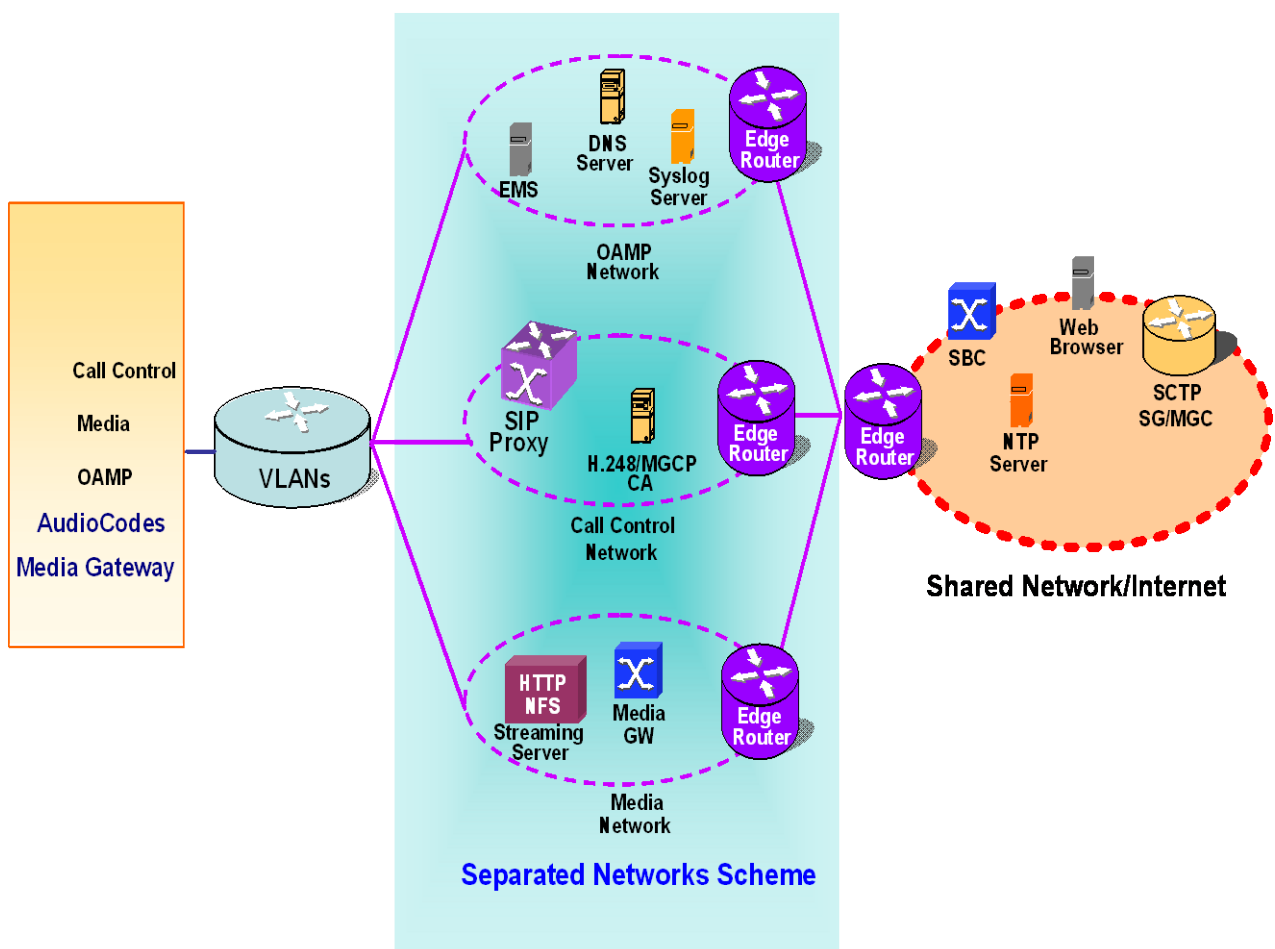 Call Control
Media
OAMP
AudioCodes
Media Gateway
VLANs
DNS
Server
EMS
Syslog
Server
Edge
Router
OAMP
Network
SIP
Proxy
H.248/MGCP
CA
Edge
Router
Call Control
Network
HTTP
NFS
Streaming
Server
Media
GW
Edge
Router
Media
Network
Separated Networks Scheme
Edge
Router
SBC
Web
Browser
NTP
Server
SCTP
SG/MGC
Shared Network/Internet